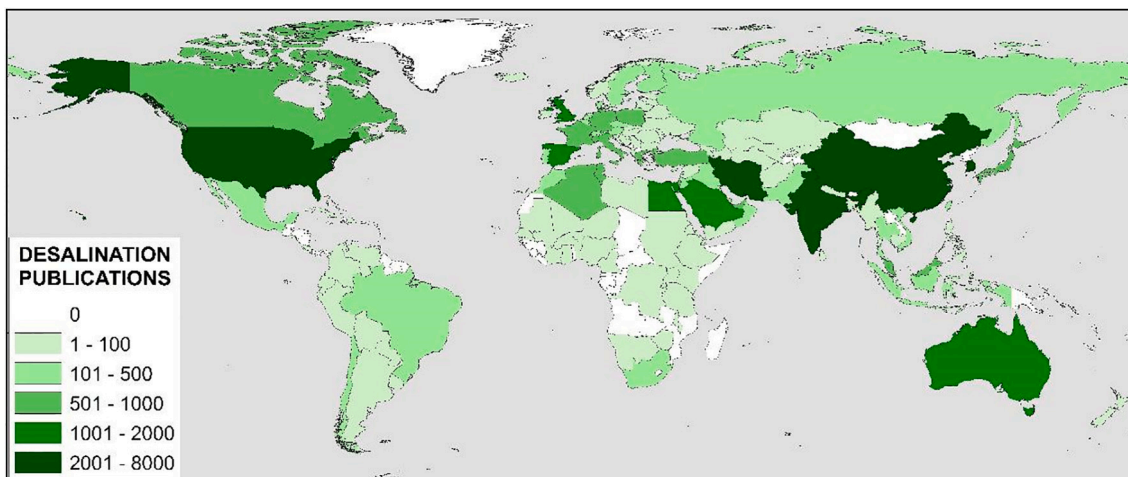 DESALINATION
PUBLICATIONS
0
1 - 100
101 - 500
501 - 1000
1001 - 2000
2001 - 8000